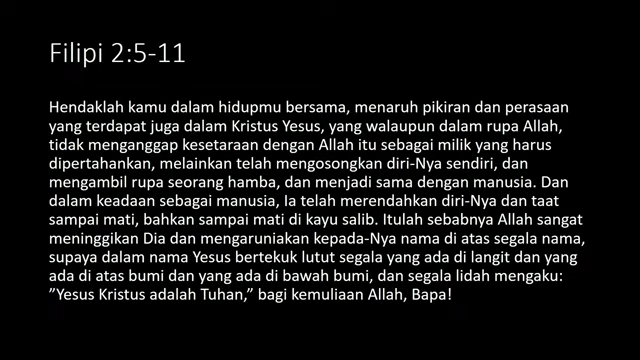 Filipi 2:5-11
Hendaklah kamu dalam hidupmu bersama, menaruh pikiran dan perasaan
yang terdapat juga dalam Kristus Yesus, yang walaupun dalam rupa Allah,
tidak menganggap kesetaraan dengan Allah itu sebagai milik yang harus
dipertahankan, melainkan telah mengosongkan diri-Nya sendiri, dan
mengambil rupa seorang hamba, dan menjadi sama dengan manusia. Dan
dalam keadaan sebagai manusia, Ia telah merendahkan diri-Nya dan taat
sampai mati, bahkan sampai mati di kayu salib. Itulah sebabnya Allah sangat
meninggikan Dia dan mengaruniakan kepada-Nya nama di atas segala nama,
supaya dalam nama Yesus bertekuk lutut segala yang ada di langit dan yang
ada di atas bumi dan yang ada di bawah bumi, dan segala lidah mengaku:
”Yesus Kristus adalah Tuhan,” bagi kemuliaan Allah, Bapa!